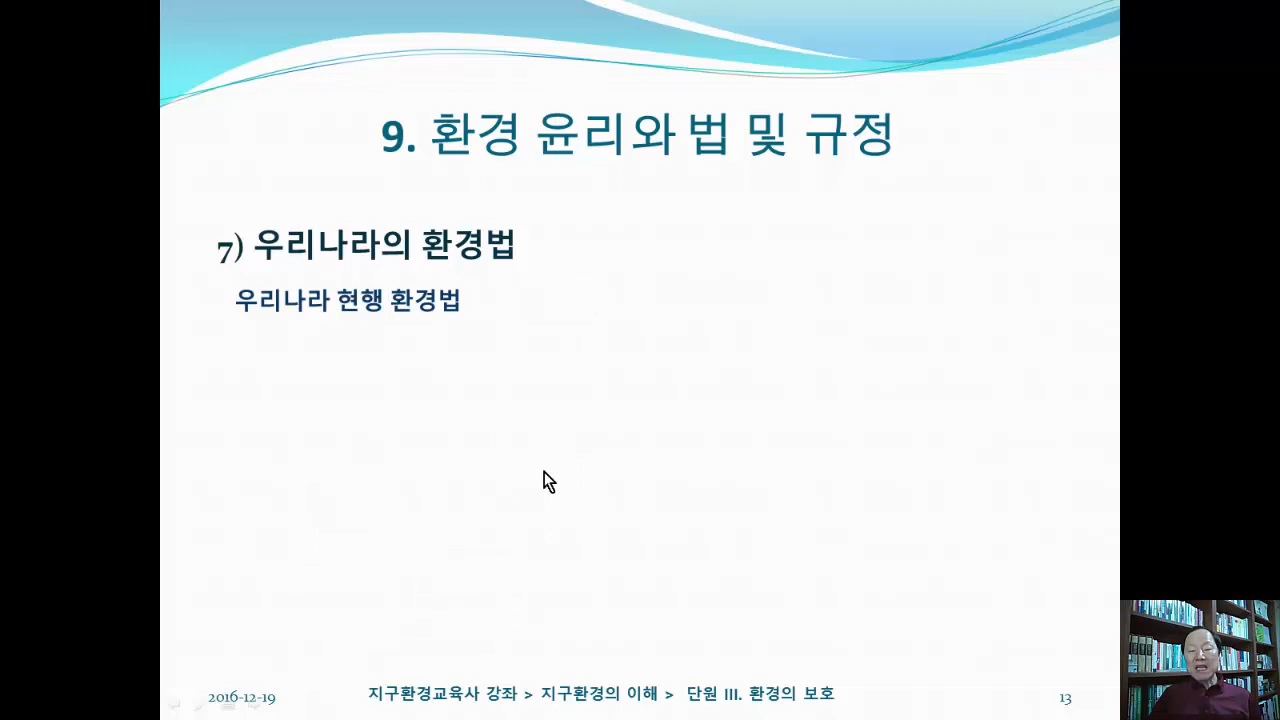 9. 환경 윤리와 법 및 규정
7) 우리나라의 환경법
우리나라 현행 환경법
2016-12-19
지구환경교육사 강좌 > 지구환경의 이해 > 단원 III. 환경의 보호
13